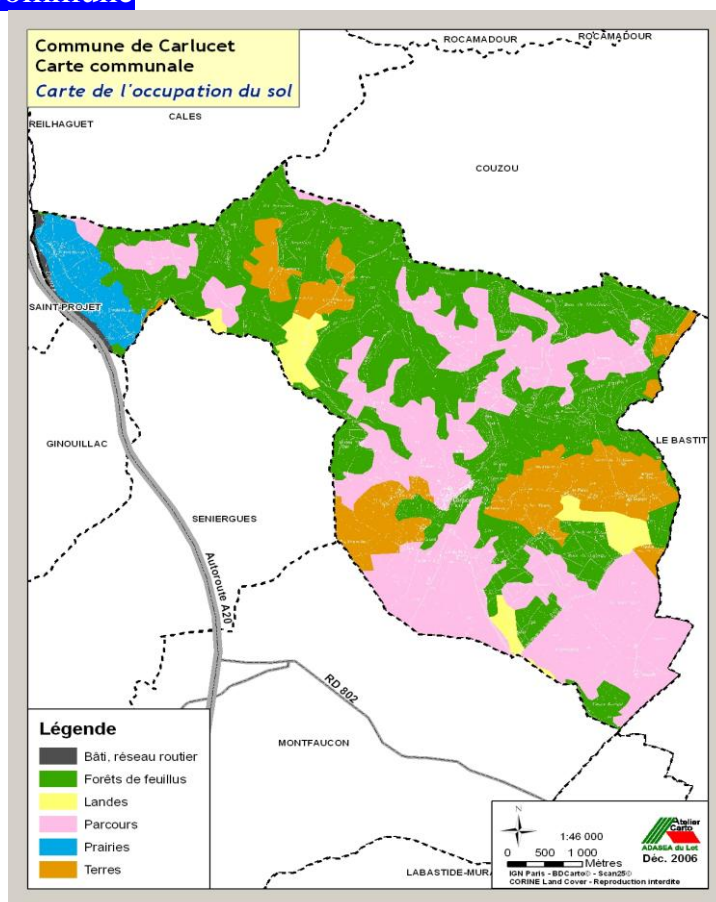 Commune de Carlucet
Carte communale
Carte de l'occupation du sol
ROCAMADOUR
ROCAMADOUR
REILHAGUET
CALES
COUZOU
SAINT-PROJET
GINOUILLAC
LE BASTIT
SENIERGUES
Autoroute A20
RD 802
MONTFAUCON
Légende
Bâti, réseau routier
Forêts de feuillus
Landes
Parcours
Prairies
Terres
N
1:46 000
0 500 1 000
Mètres
Atelier
Carto
ADASEA du Lot
Déc. 2006
IGN Paris - BDCarto© - Scan25©
CORINE Land Cover - Reproduction interdite
LABASTIDE-MURA